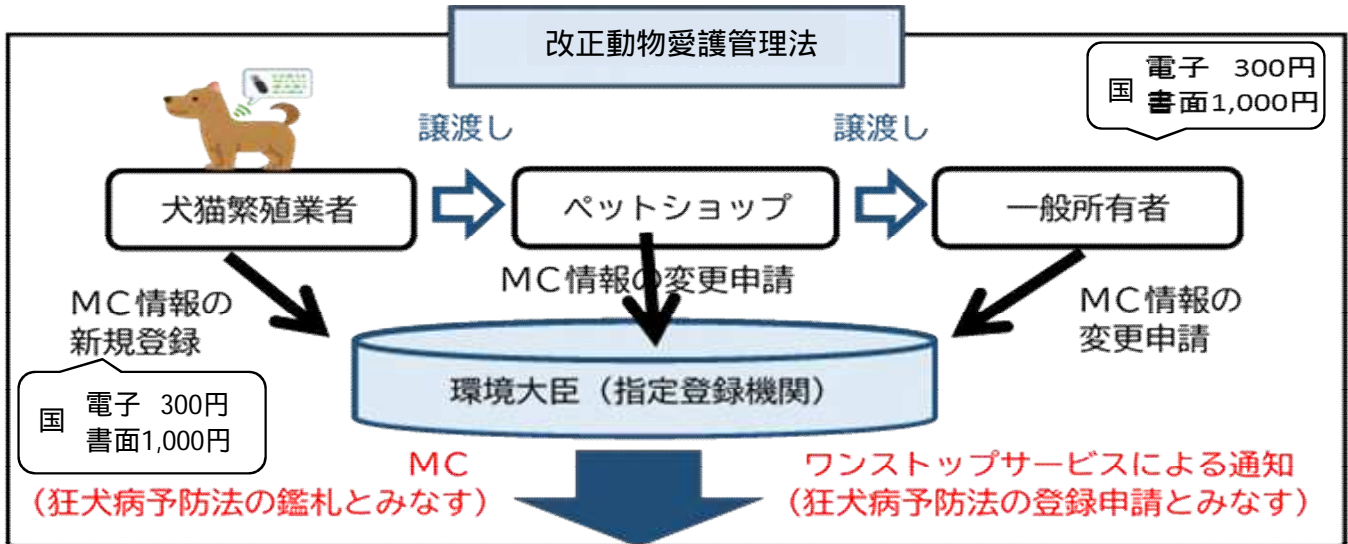 改正動物愛護管理法
国 電子 300円
書面1,000円
譲渡し
譲渡し
犬猫繁殖業者
ペットショップ
一般所有者
MC情報の
新規登録
MC情報の変更申請
MC情報の
変更申請
国 電子 300円
書面1,000円
環境大臣(指定登録機関)
MC
(狂犬病予防法の鑑札とみなす)
ワンストップサービスによる通知
(狂犬病予防法の登録申請とみなす)